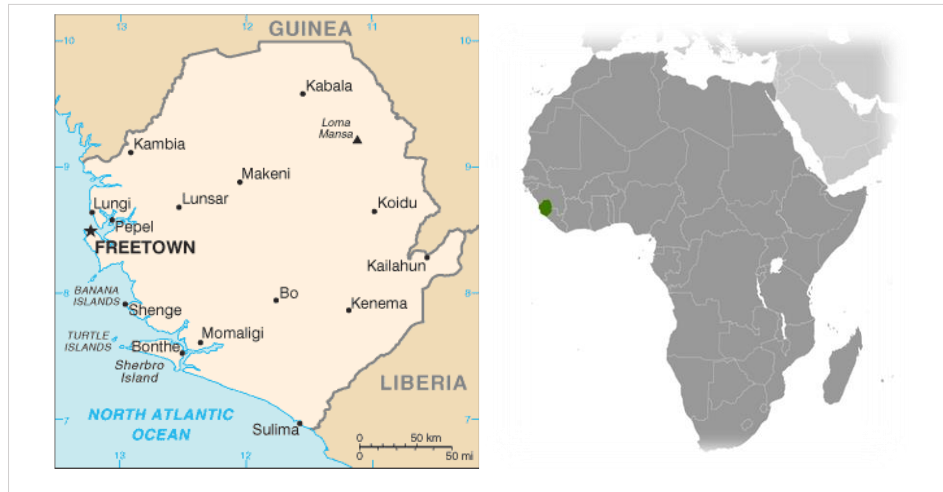 GUINEA
10
10
Kabala
Loma
Mansa
Kambia
9
9
Makeni
Lunsar
Koidu
Lungi
Pepel
FREETOWN
Kailahun
8
8
BANANA
ISLANDS
Bo
Shenge
Kenema
TURTLE
ISLANDS
Momaligi
Bonthe
Sherbro
Island
LIBERIA
NORTH ATLANTIC
OCEAN
7
7
Sulima
0 50 km
0 50 mi
13
12
11
13
12
11